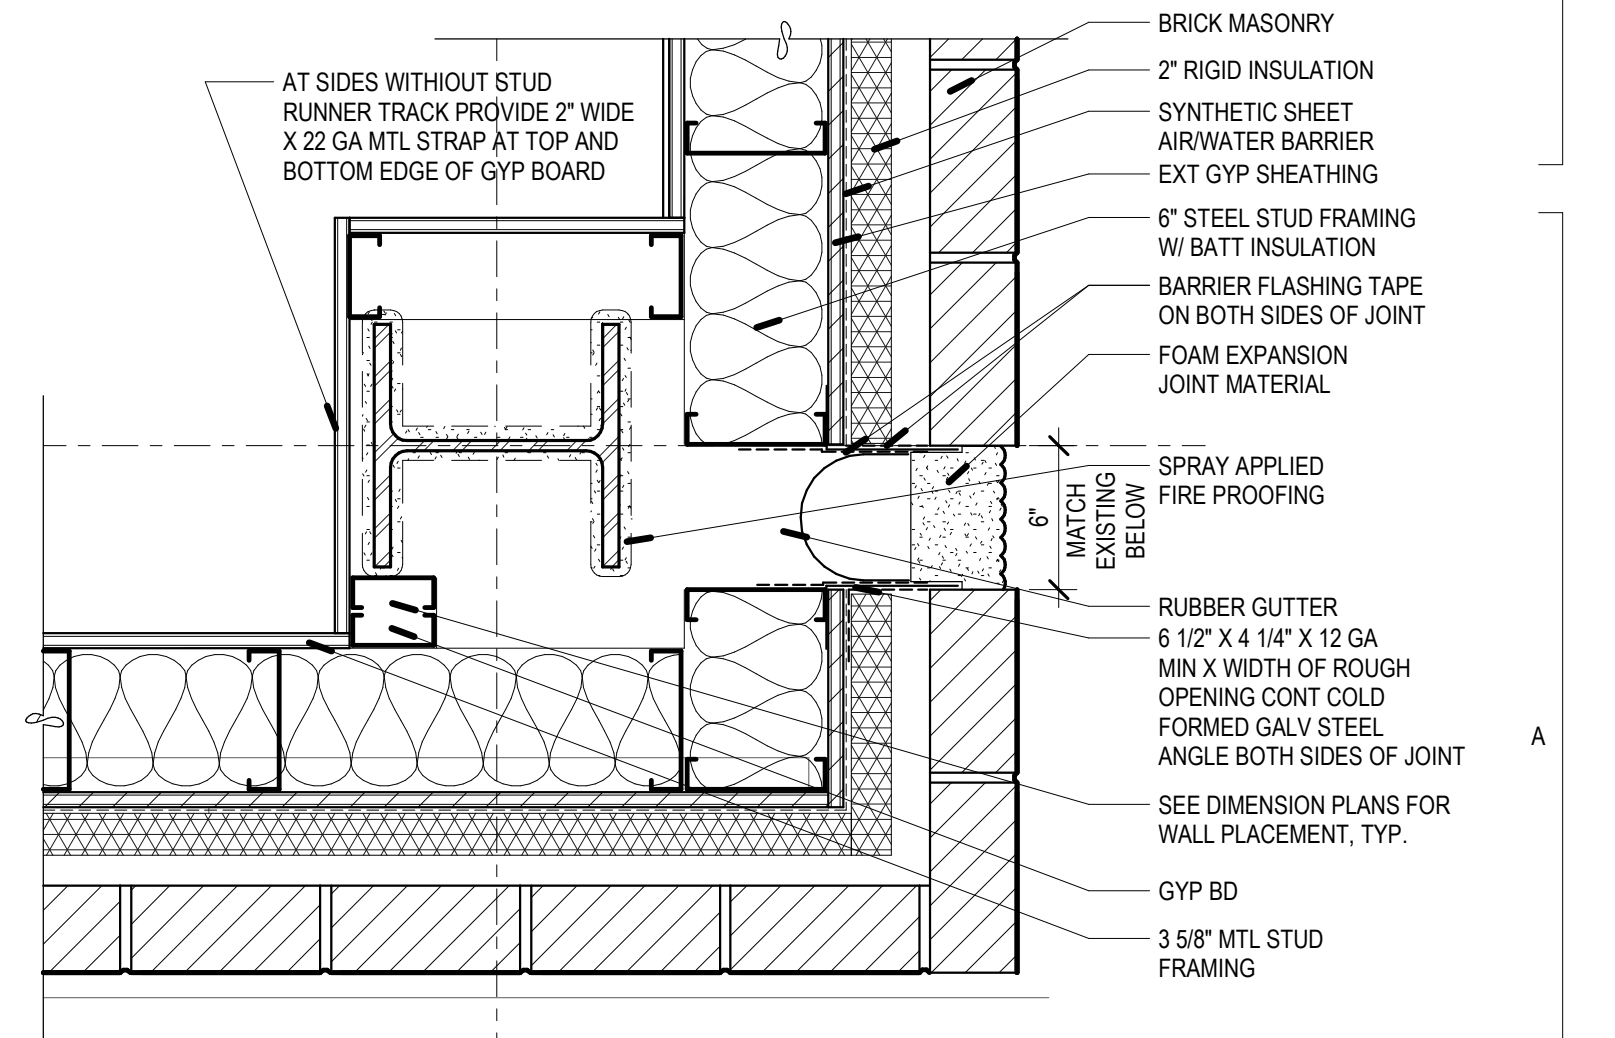 AT SIDES WITHOUT STUD
RUNNER TRACK PROVIDE 2" WIDE
X 22 GA MTL STRAP AT TOP AND
BOTTOM EDGE OF GYP BOARD
BRICK MASONRY
2" RIGID INSULATION
SYNTHETIC SHEET
AIR/WATER BARRIER
EXT GYP SHEATHING
6" STEEL STUD FRAMING
W/ BATT INSULATION
BARRIER FLASHING TAPE
ON BOTH SIDES OF JOINT
FOAM EXPANSION
JOINT MATERIAL
SPRAY APPLIED
FIRE PROOFING
6"
MATCH
EXISTING
BELOW
RUBBER GUTTER
6 1/2" X 4 1/4" X 12 GA
MIN X WIDTH OF ROUGH
OPENING CONT COLD
FORMED GALV STEEL
ANGLE BOTH SIDES OF JOINT
A
SEE DIMENSION PLANS FOR
WALL PLACEMENT, TYP.
GYP BD
3 5/8" MTL STUD
FRAMING